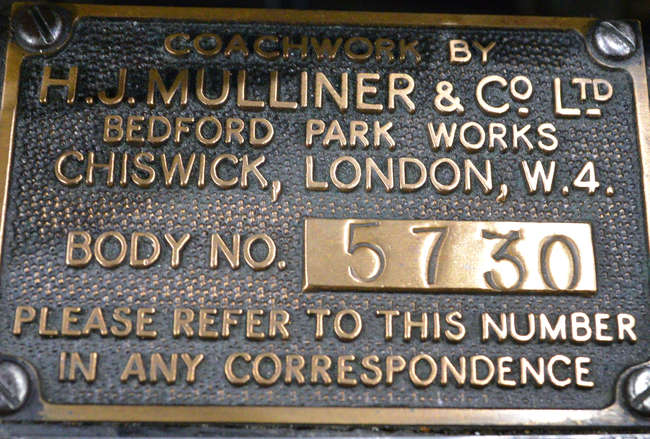 COACHWORK BY
H.J. MULLINER & Co LTD
BEDFORD PARK WORKS
CHISWICK, LONDON, W.4.
BODY NO. 5730
PLEASE REFER TO THIS NUMBER
IN ANY CORRESPONDENCE